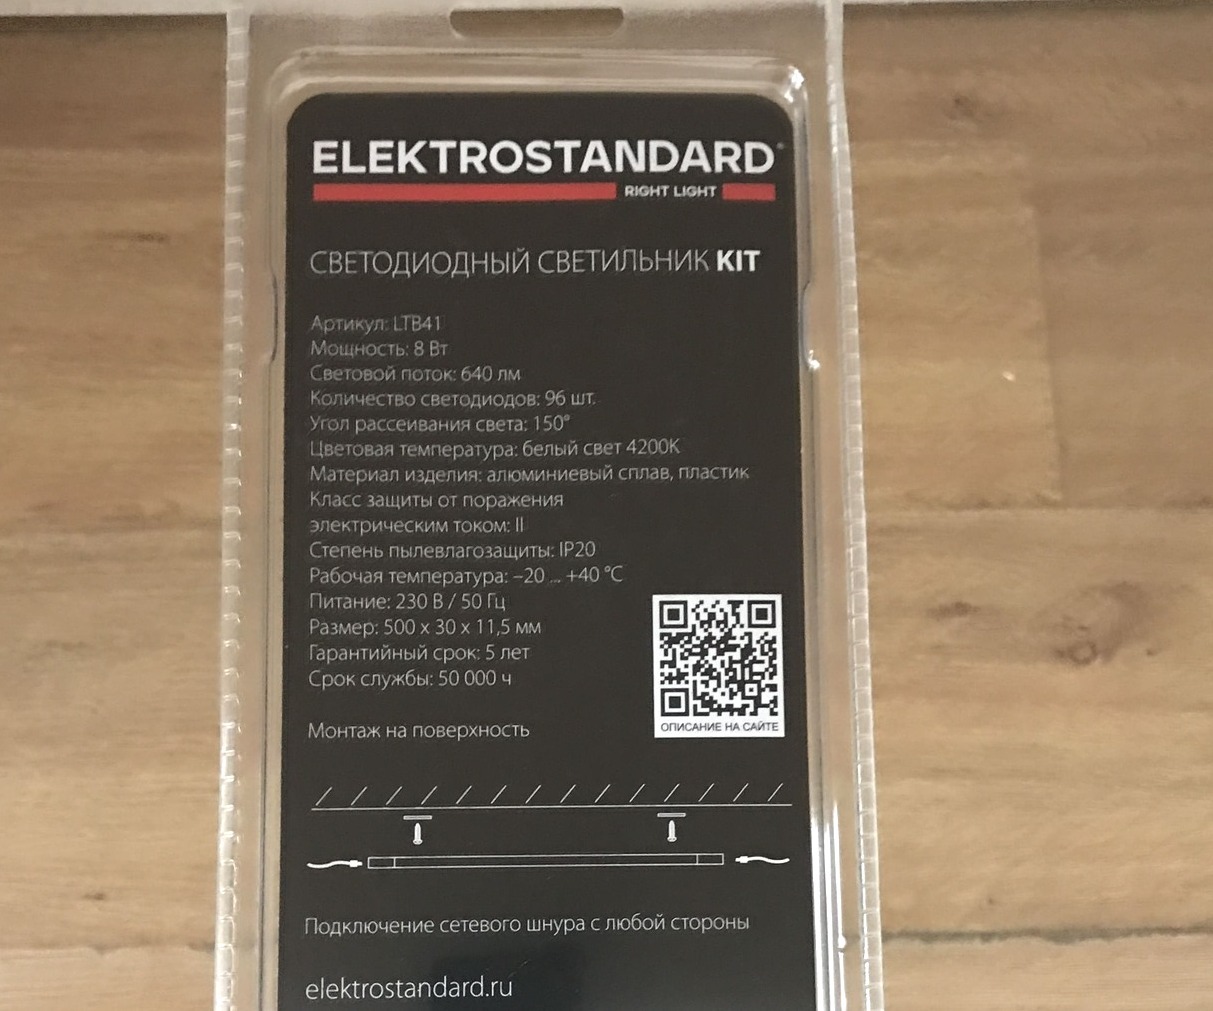 ELEKTROSTANDARD®
RIGHT LIGHT
СВЕТОДИОДНЫЙ СВЕТИЛЬНИК KIT
Артикул: LTB41
Мощность: 8 Вт
Световой поток: 640 лм
Количество светодиодов: 96 шт.
Угол рассеивания света: 150°
Цветовая температура: белый свет 4200K
Материал изделия: алюминиевый сплав, пластик
Класс защиты от поражения
электрическим током: II
Степень пылевлагозащиты: IP20
Рабочая температура: –20 ... +40 °C
Питание: 230 В / 50 Гц
Размер: 500 x 30 x 11,5 мм
Гарантийный срок: 5 лет
Срок службы: 50 000 ч
ОПИСАНИЕ НА САЙТЕ
Монтаж на поверхность
Подключение сетевого шнура с любой стороны
elektrostandard.ru